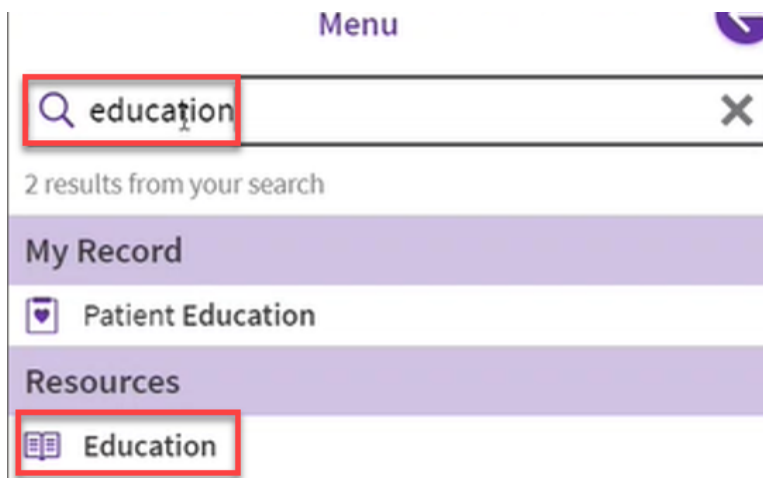 Menu
education
2 results from your search
My Record
Patient Education
Resources
Education